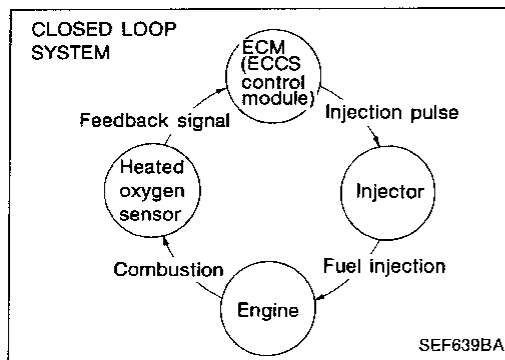 CLOSED LOOP
SYSTEM
ECM
(ECCS
control
module)
Injection pulse
Injector
Fuel injection
Engine
Combustion
Heated
oxygen
sensor
Feedback signal
SEF639BA